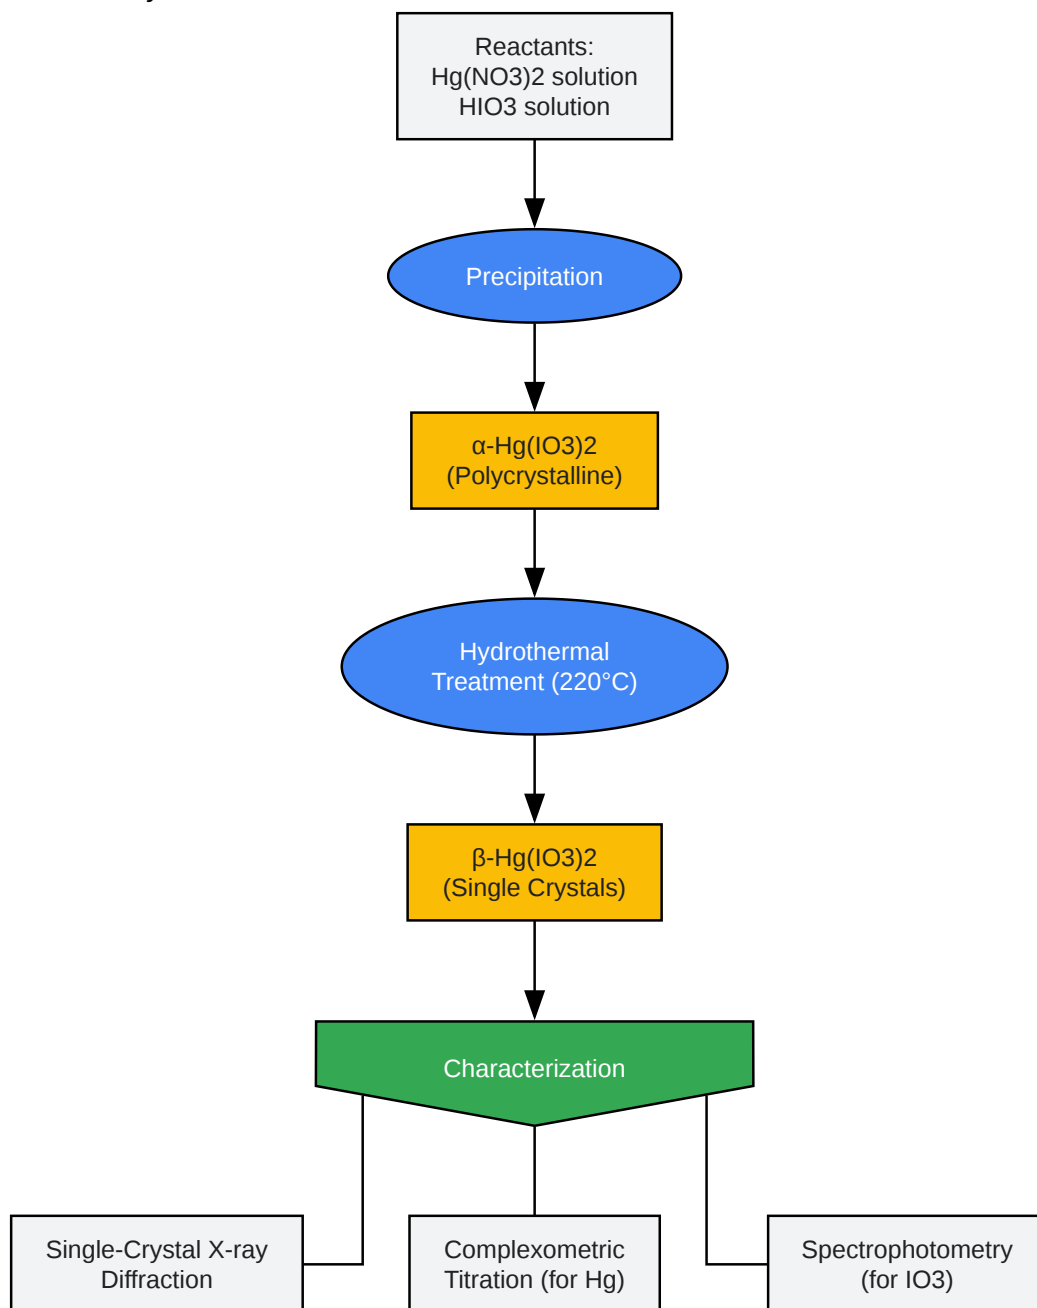 Reactants:
Hg(NO3)2 solution
HIO3 solution
Precipitation
α-Hg(IO3)2
(Polycrystalline)
Hydrothermal
Treatment (220°C)
β-Hg(IO3)2
(Single Crystals)
Characterization
Single-Crystal X-ray
Diffraction
Complexometric
Titration (for Hg)
Spectrophotometry
(for IO3)